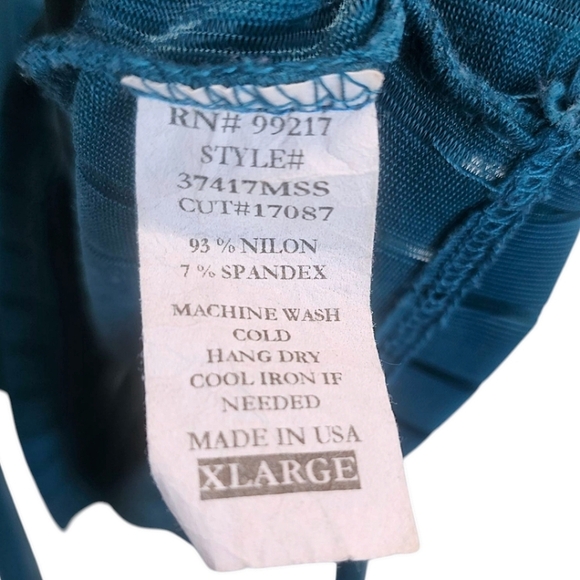 RN# 99217
STYLE#
37417MSS
CUT#17087
93 % NILON
7 % SPANDEX
MACHINE WASH
COLD
HANG DRY
COOL IRON IF
NEEDED
MADE IN USA
XLARGE